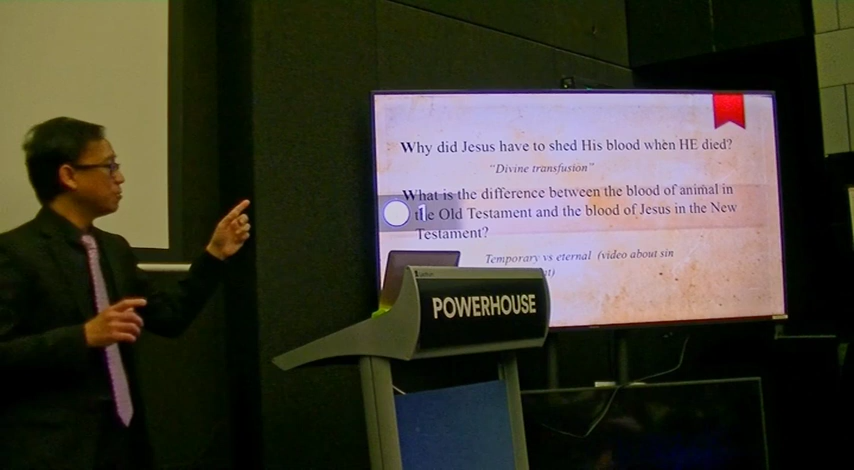 Why did Jesus have to shed His blood when HE died?
"Divine transfusion"
What is the difference between the blood of animal in
1 the Old Testament and the blood of Jesus in the New
Testament?
Temporary vs eternal (video about sin
POWERHOUSE